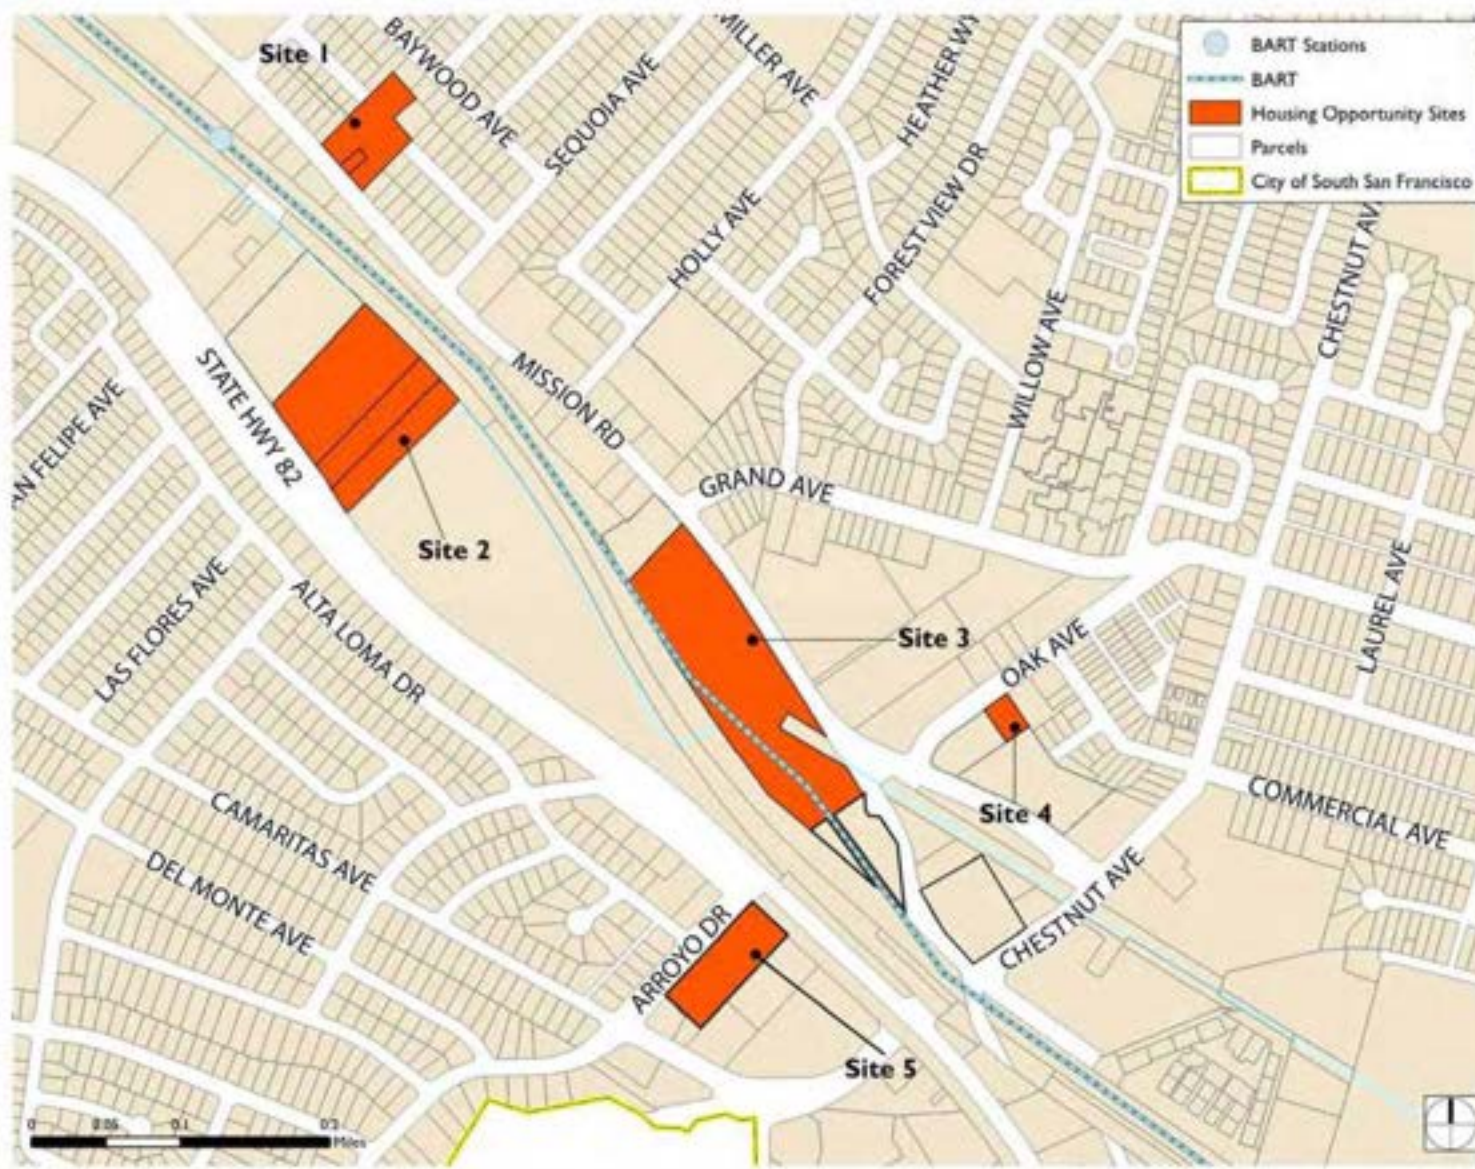 Site 1
BAYWOOD AVE
SEQUOIA AVE
MILLER AVE
HEATHER WY
BART Stations
BART
Housing Opportunity Sites
Parcels
City of South San Francisco
HOLLY AVE
FOREST VIEW DR
WILLOW AVE
CHESTNUT AVE
STATE HWY 82
MISSION RD
AN FELIPE AVE
GRAND AVE
Site 2
LAS FLORES AVE
ALTA LOMA DR
Site 3
OAK AVE
LAUREL AVE
Site 4
COMMERCIAL AVE
CAMARITAS AVE
DEL MONTE AVE
CHESTNUT AVE
ARROYO DR
Site 5
0 0.05 0.1
Miles